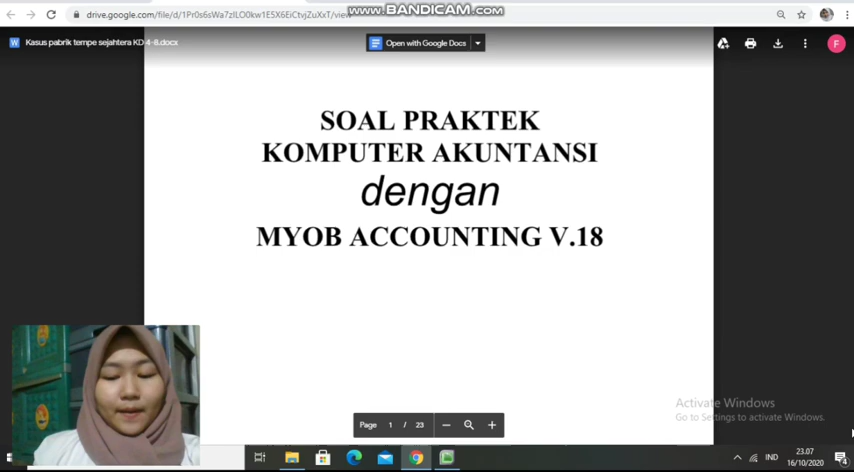 www.BANDICAM.com
drive.google.com/file/d/1Pr0s6sWa7zILO0kw1E5X6EiCtvjZuXxT/view
Kasus pabrik tempe sejahtera KD 4-8.docx
Open with Google Docs
F
SOAL PRAKTEK
KOMPUTER AKUNTANSI
dengan
MYOB ACCOUNTING V.18
Activate Windows
Go to Settings to activate Windows.
Page 1 / 23
IND
23.07
16/10/2020
4